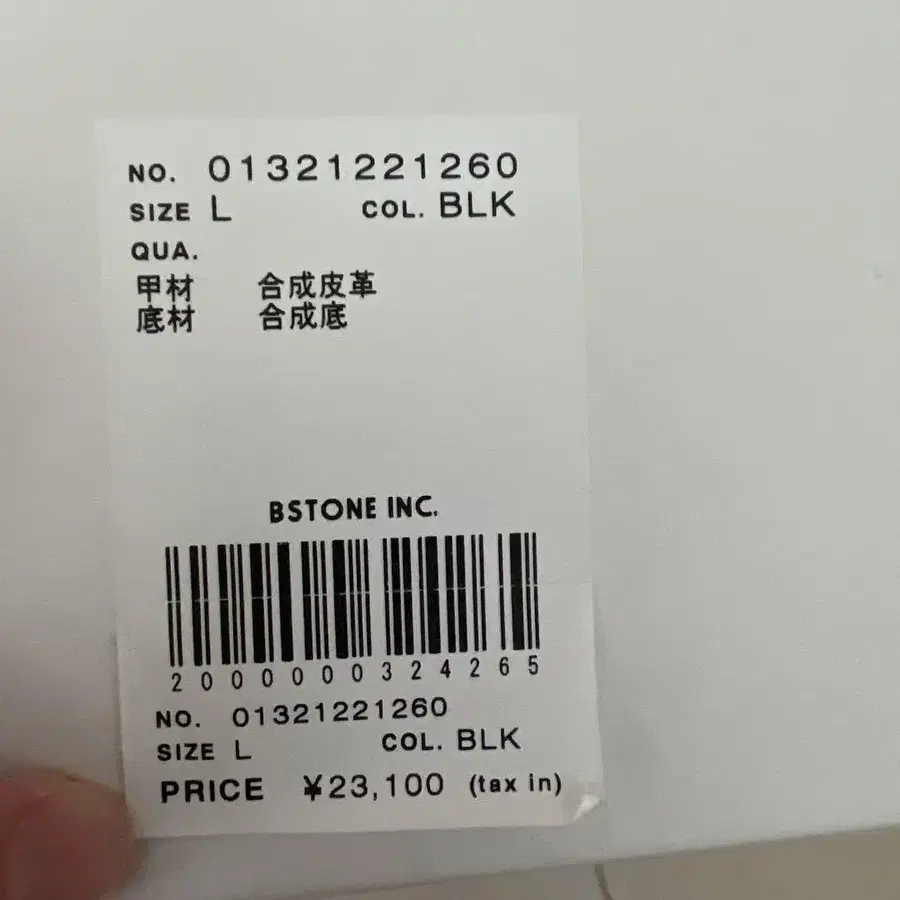 NO. 01321221260
SIZE L COL. BLK
QUA.
甲材 合成皮革
底材 合成底
BSTONE INC.
2000000324265
NO. 01321221260
SIZE L COL. BLK
PRICE ¥23,100 (tax in)